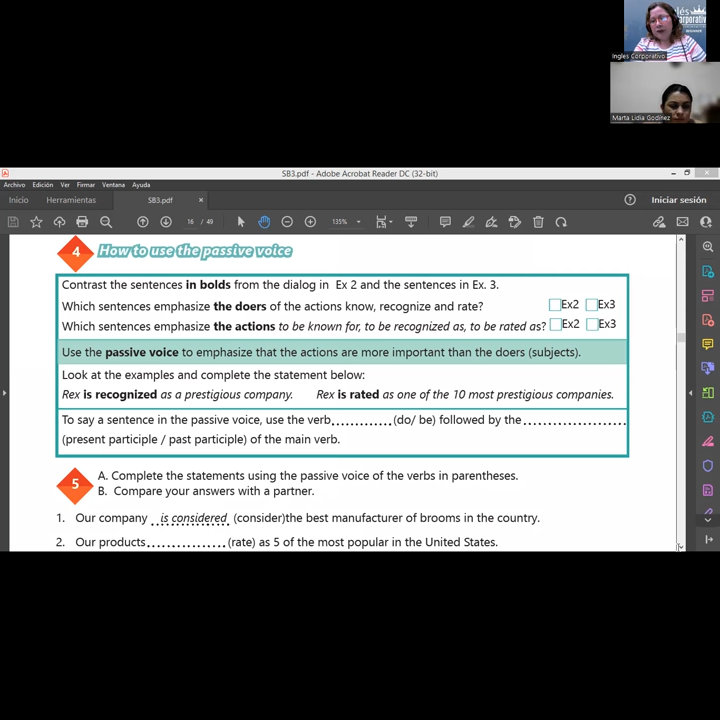 Inglés Corporativo
Marta Lidia Godínez
SB3.pdf - Adobe Acrobat Reader DC (32-bit)
Archivo Edición Ver Firmar Ventana Ayuda
Inicio Herramientas SB3.pdf × Iniciar sesión
16 / 49 135%
4 How to use the passive voice
Contrast the sentences in bolds from the dialog in Ex 2 and the sentences in Ex. 3.
Which sentences emphasize the doers of the actions know, recognize and rate? Ex2 Ex3
Which sentences emphasize the actions to be known for, to be recognized as, to be rated as? Ex2 Ex3
Use the passive voice to emphasize that the actions are more important than the doers (subjects).
Look at the examples and complete the statement below:
Rex is recognized as a prestigious company. Rex is rated as one of the 10 most prestigious companies.
To say a sentence in the passive voice, use the verb.............(do/ be) followed by the ......................
(present participle / past participle) of the main verb.
5 A. Complete the statements using the passive voice of the verbs in parentheses.
B. Compare your answers with a partner.
1. Our company is considered (consider)the best manufacturer of brooms in the country.
2. Our products................(rate) as 5 of the most popular in the United States.